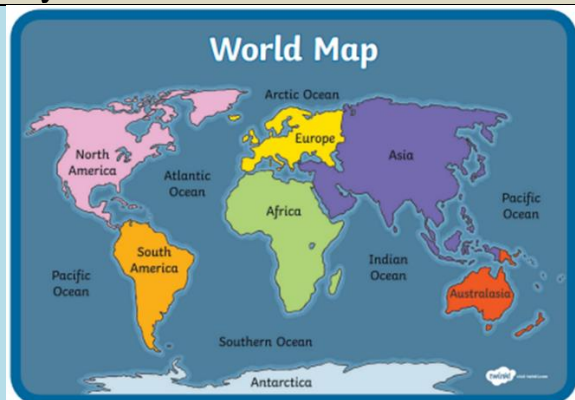 World Map
Arctic Ocean
Europe
North
America
Asia
Atlantic
Ocean
Pacific
Ocean
Africa
South
America
Indian
Ocean
Pacific
Ocean
Australasia
Southern Ocean
twinkl
Antarctica